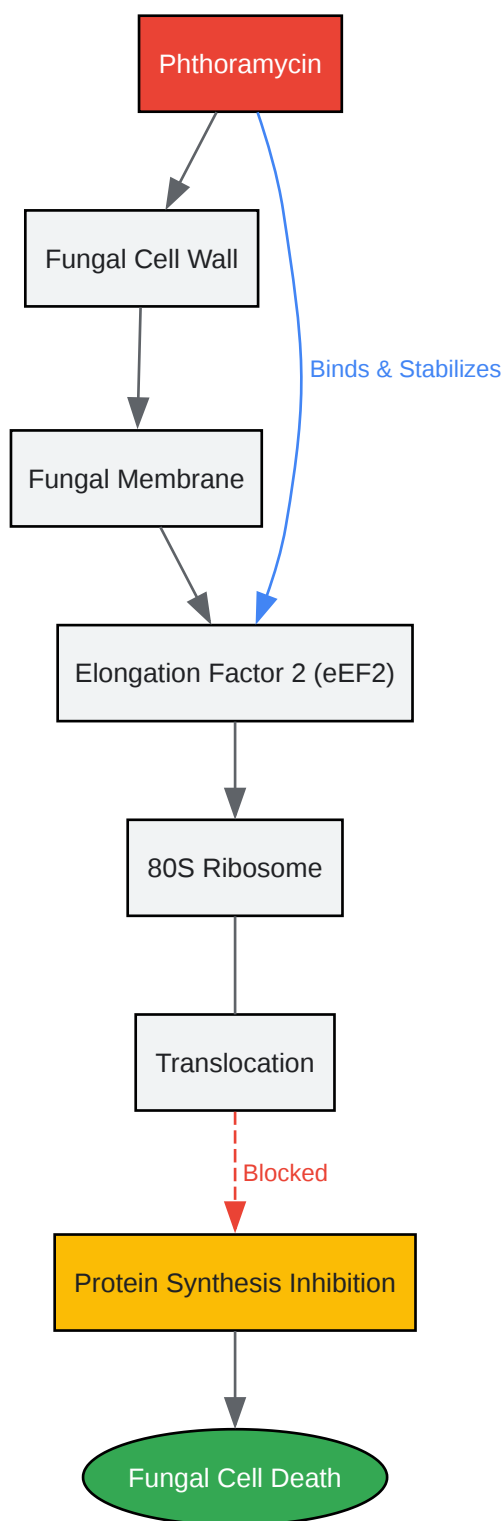 Phthoramycin
Fungal Cell Wall
Binds & Stabilizes
Fungal Membrane
Elongation Factor 2 (eEF2)
80S Ribosome
Translocation
Blocked
Protein Synthesis Inhibition
Fungal Cell Death